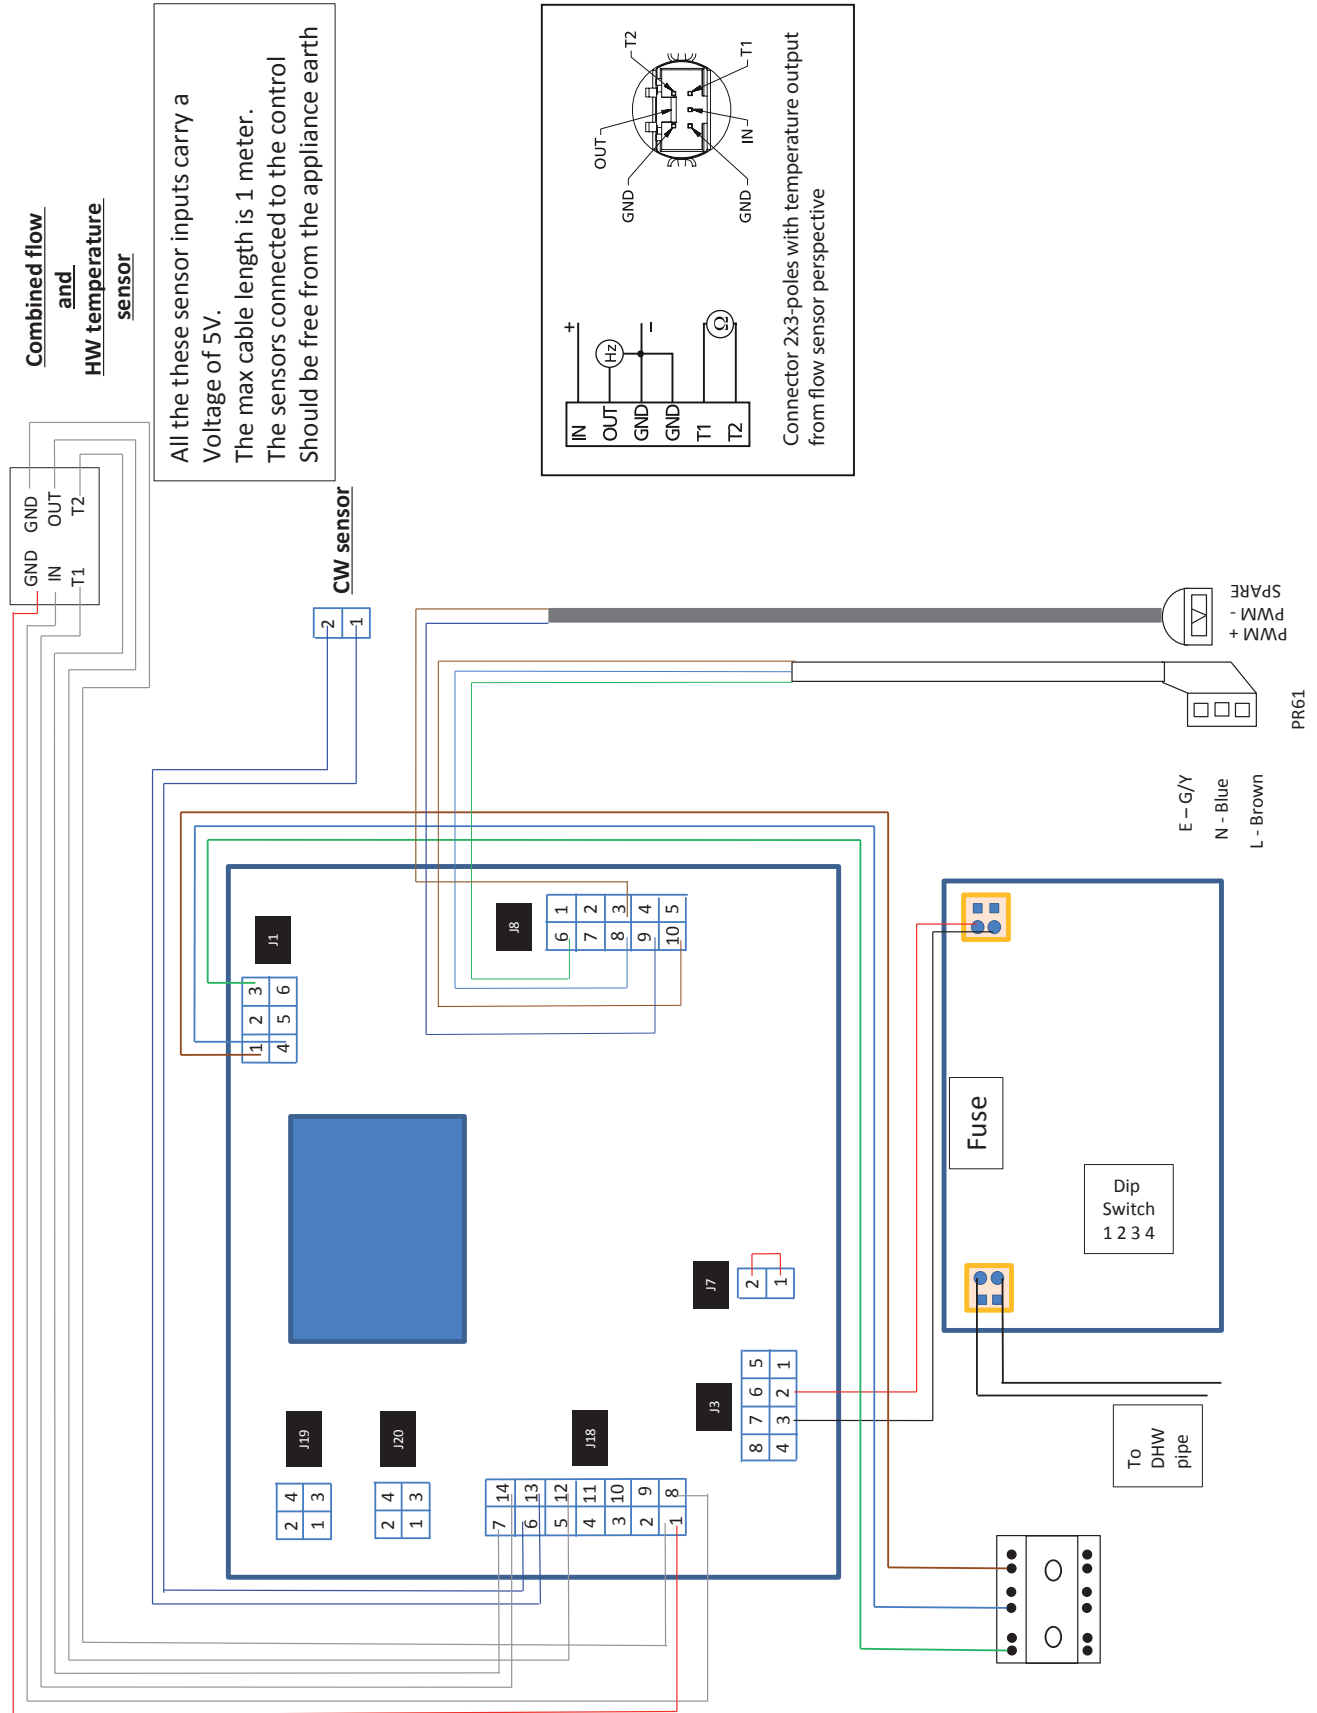 Combined flow
and
HW temperature
sensor
GND GND
IN OUT
T1 T2
All the these sensor inputs carry a
Voltage of 5V.
The max cable length is 1 meter.
The sensors connected to the control
Should be free from the appliance earth
CW sensor
2
1
IN
OUT
GND
GND
T1
T2
+
Hz
−
Ω
GND
OUT
T2
GND
IN
T1
Connector 2x3-poles with temperature output
from flow sensor perspective
J1
1 2 3
4 5 6
J8
6 1
7 2
8 3
9 4
10 5
J19
2 4
1 3
J20
2 4
1 3
J18
7 14
6 13
5 12
4 11
3 10
2 9
1 8
J7
2
1
J3
8 7 6 5
4 3 2 1
Fuse
Dip
Switch
1 2 3 4
To
DHW
pipe
SPARE
PWM -
PWM +
PR61
E – G/Y
N - Blue
L - Brown